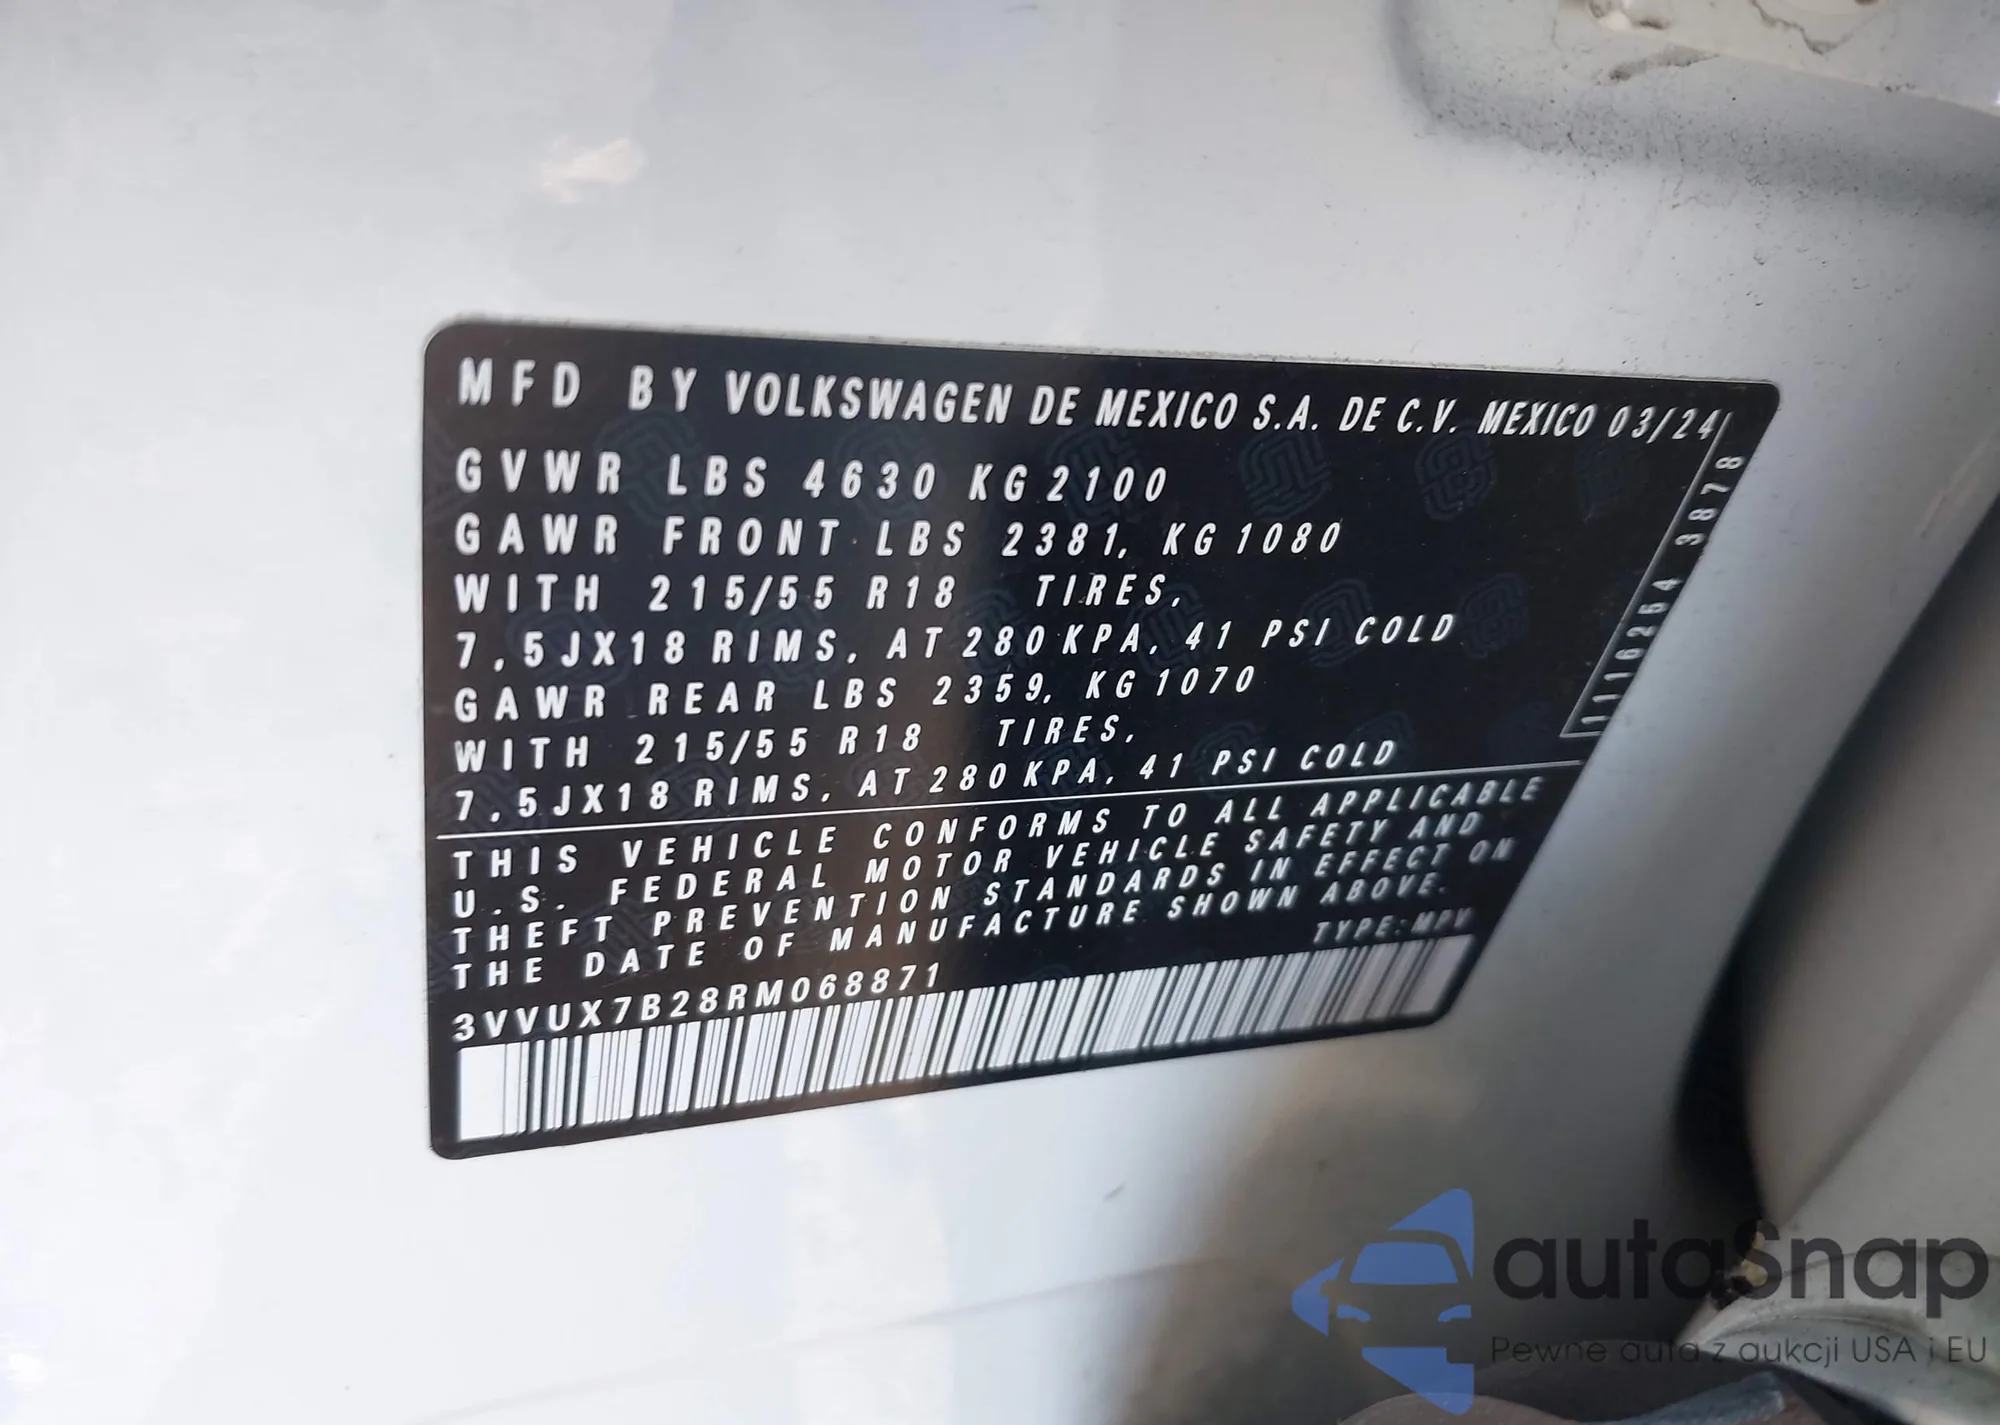 MFD BY VOLKSWAGEN DE MEXICO S.A. DE C.V. MEXICO 03/24
GVWR LBS 4630 KG 2100
GAWR FRONT LBS 2381, KG 1080
WITH 215/55 R18 TIRES,
7,5JX18 RIMS, AT 280 KPA, 41 PSI COLD
GAWR REAR LBS 2359, KG 1070
WITH 215/55 R18 TIRES,
7,5JX18 RIMS, AT 280 KPA, 41 PSI COLD
1116254 3878
THIS VEHICLE CONFORMS TO ALL APPLICABLE
U.S. FEDERAL MOTOR VEHICLE SAFETY AND
THEFT PREVENTION STANDARDS IN EFFECT ON
THE DATE OF MANUFACTURE SHOWN ABOVE.
3VVUX7B28RM068871 TYPE:MPV
autaSnap
Pewne auta z aukcji USA i EU